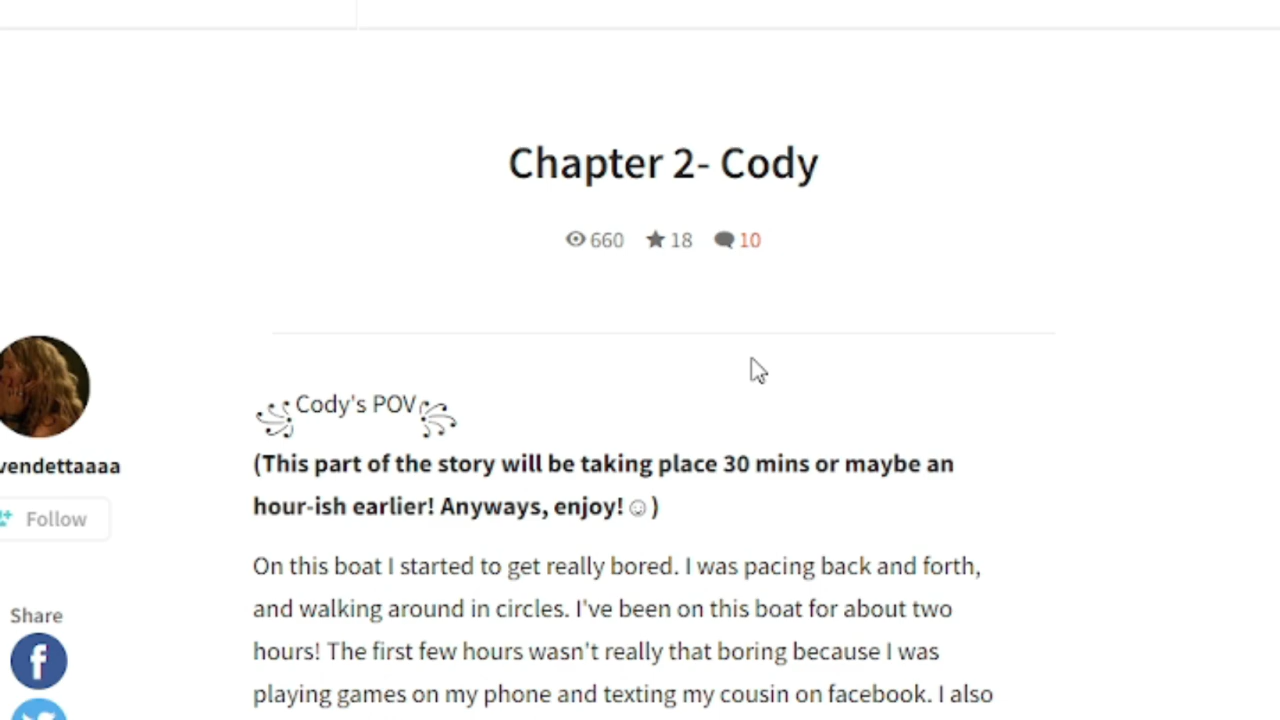 Chapter 2- Cody
660 18 10
Cody's POV
(This part of the story will be taking place 30 mins or maybe an
hour-ish earlier! Anyways, enjoy!☺)
vendettaaaa
Follow
On this boat I started to get really bored. I was pacing back and forth,
and walking around in circles. I've been on this boat for about two
hours! The first few hours wasn't really that boring because I was
playing games on my phone and texting my cousin on facebook. I also
Share